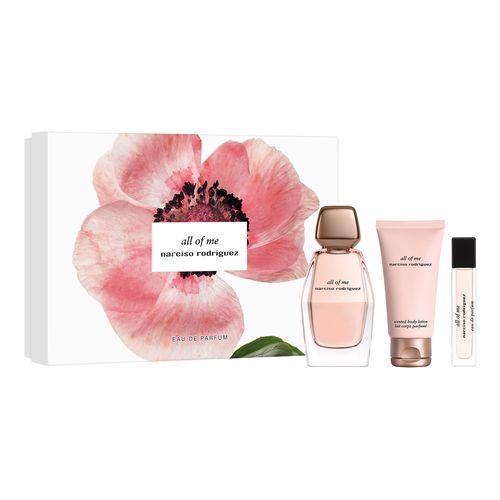 all of me
narciso rodriguez
EAU DE PARFUM
all of me
narciso rodriguez
all of me
narciso rodriguez
scented body lotion
lait corps parfumé
all of me
narciso rodriguez
eau de parfum